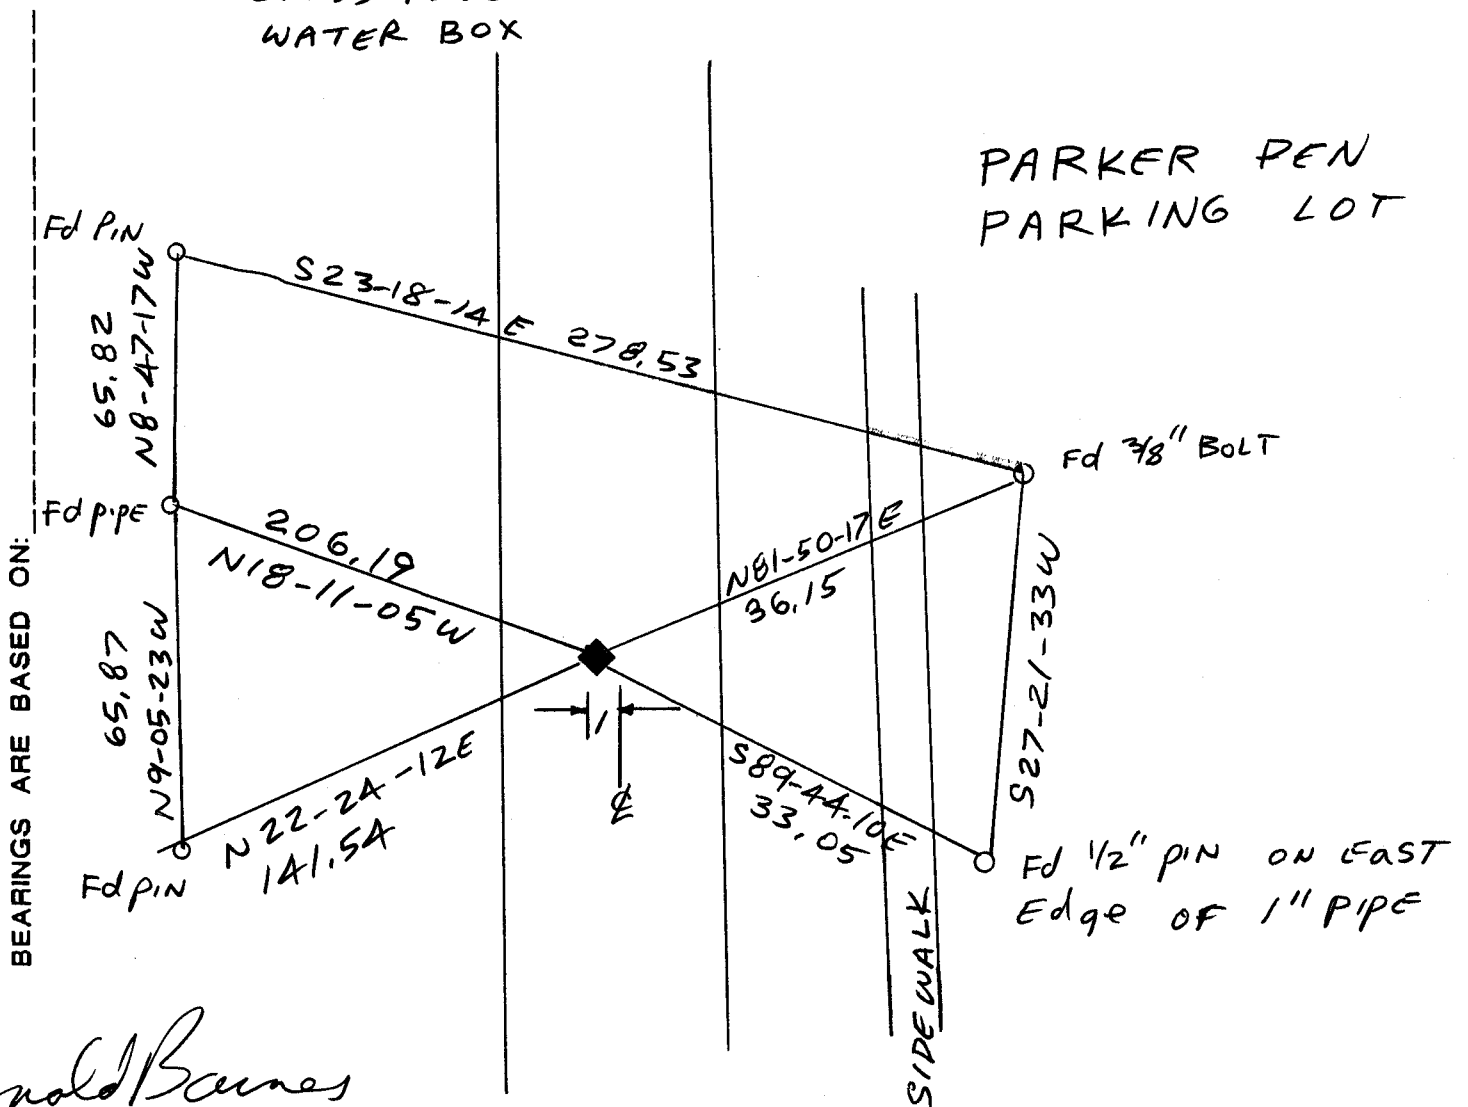 WATER BOX
PARKER PEN
PARKING LOT
Fd PIN
S23-18-14E 278.53
65.82
N8-47-17W
Fd 3/8" BOLT
Fd PIPE
206.19
N18-11-05W
N81-50-17E
36.15
S27-21-33W
BEARINGS ARE BASED ON:
65.87
N9-05-23W
1
N22-24-12E
141.54
S89-44-10E
33.05
℄
Fd PIN
Fd 1/2" PIN ON EAST
Edge OF 1" PIPE
SIDEWALK
nold Barnes